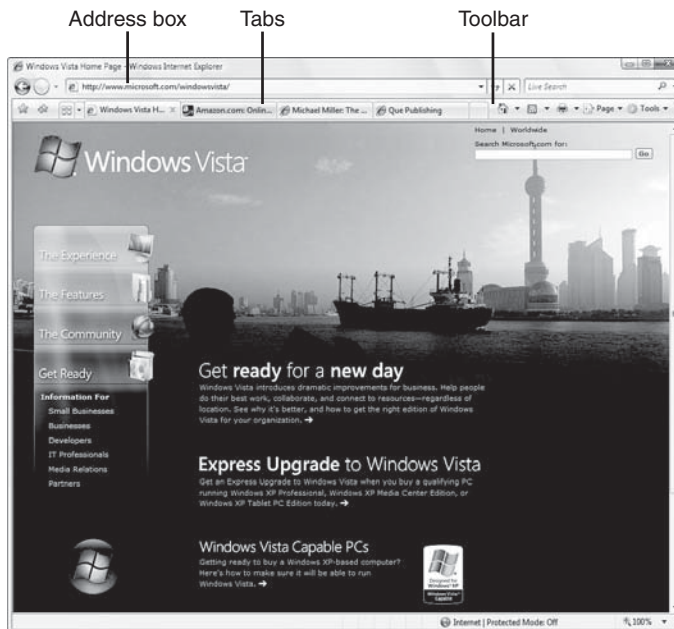 Address box Tabs Toolbar
Windows Vista Home Page - Windows Internet Explorer
http://www.microsoft.com/windowsvista/ Live Search
Windows Vista H... Amazon.com: Onlin... Michael Miller: The ... Que Publishing Page Tools
Home | Worldwide
Search Microsoft.com for:
Go
Windows Vista
The Experience
The Features
The Community
Get Ready
Information For
Small Businesses
Businesses
Developers
IT Professionals
Media Relations
Partners
Get ready for a new day
Windows Vista introduces dramatic improvements for business. Help people
do their best work, collaborate, and connect to resources—regardless of
location. See why it's better, and how to get the right edition of Windows
Vista for your organization. →
Express Upgrade to Windows Vista
Get an Express Upgrade to Windows Vista when you buy a qualifying PC
running Windows XP Professional, Windows XP Media Center Edition, or
Windows XP Tablet PC Edition today. →
Windows Vista Capable PCs
Getting ready to buy a Windows XP-based computer?
Here's how to make sure it will be able to run
Windows Vista. →
Designed for
Windows XP
Windows Vista
Capable
Internet | Protected Mode: Off 100%